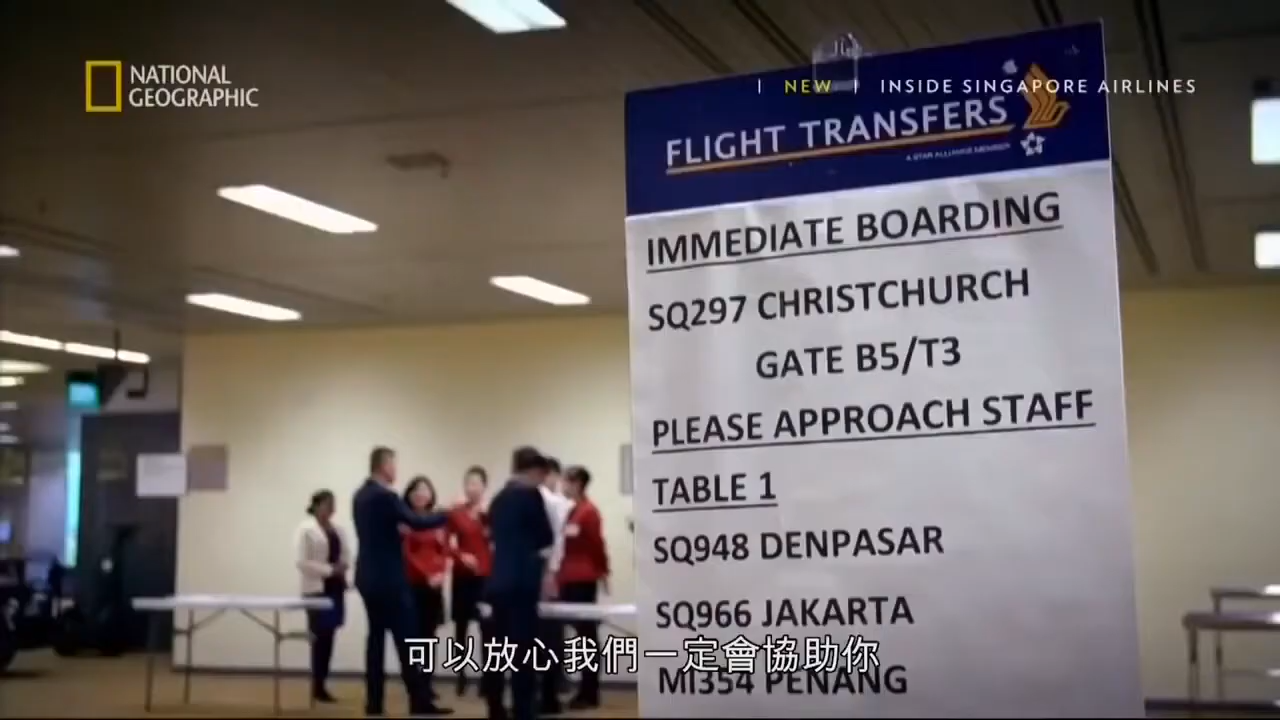 NATIONAL
GEOGRAPHIC
NEW
INSIDE SINGAPORE AIRLINES
FLIGHT TRANSFERS
A STAR ALLIANCE MEMBER
IMMEDIATE BOARDING
SQ297 CHRISTCHURCH
GATE B5/T3
PLEASE APPROACH STAFF
TABLE 1
SQ948 DENPASAR
SQ966 JAKARTA
MI354 PENANG
可以放心我們一定會協助你